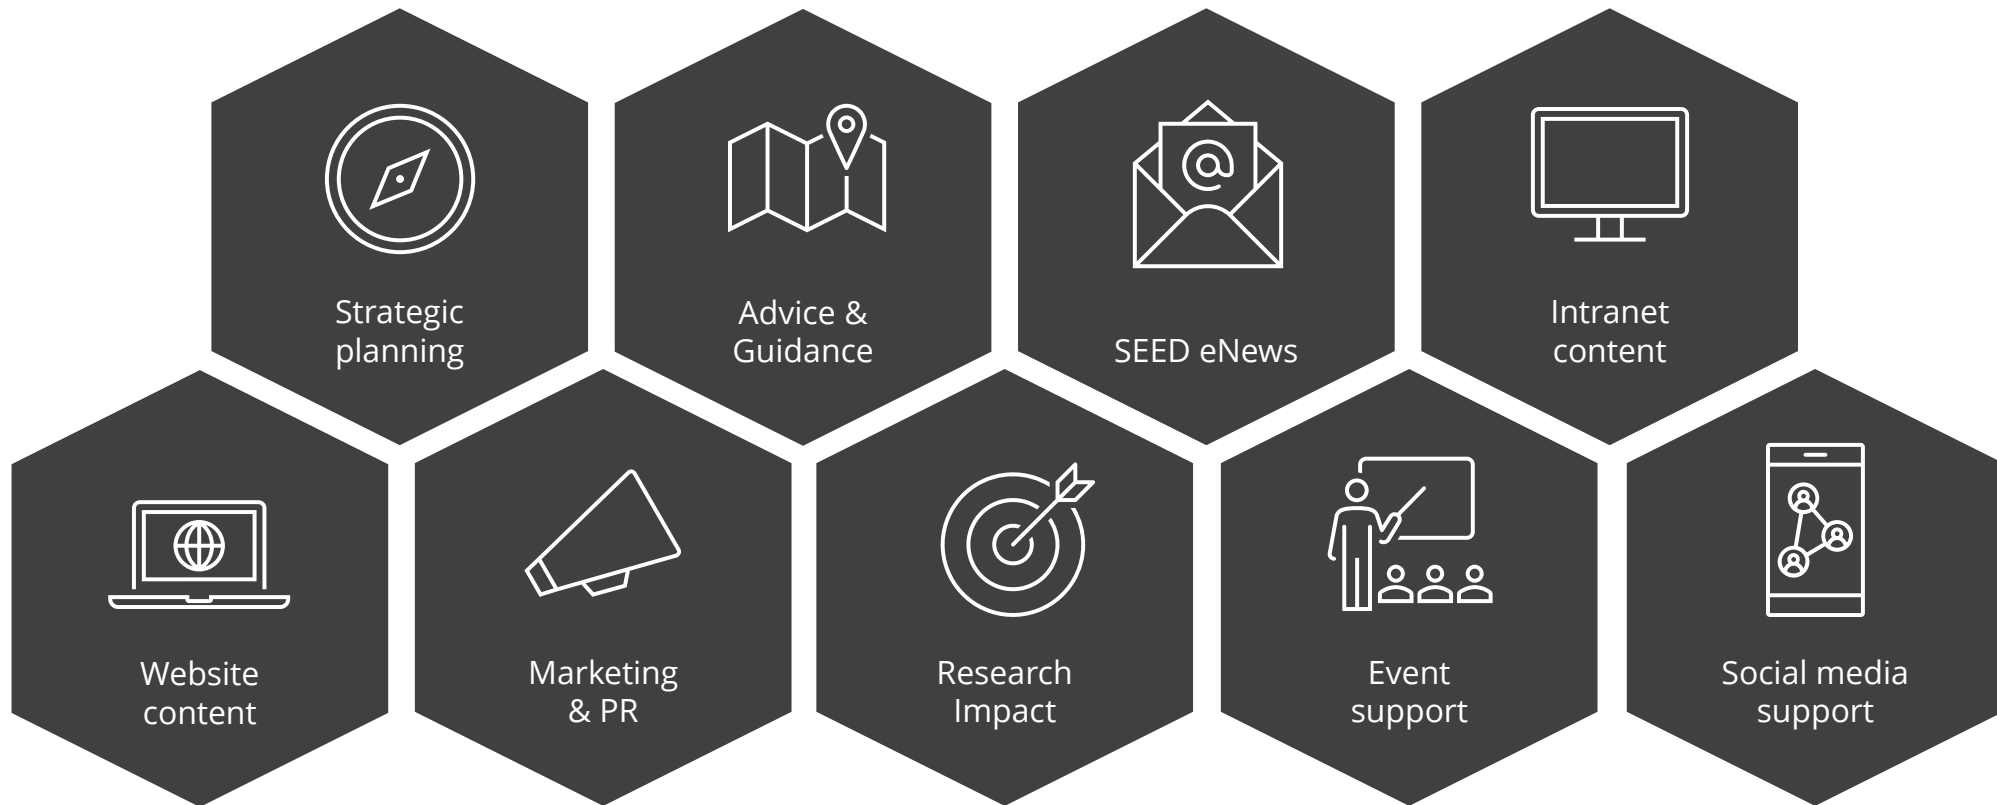 Strategic
planning
Advice &
Guidance
SEED eNews
Intranet
content
Website
content
Marketing
& PR
Research
Impact
Event
support
Social media
support